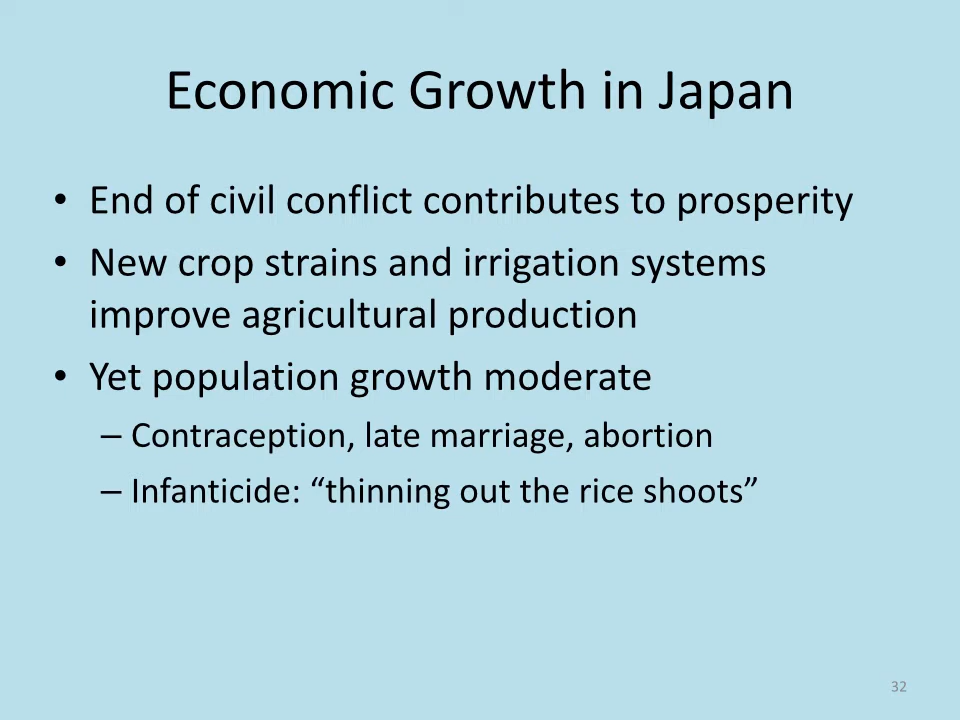 Economic Growth in Japan
• End of civil conflict contributes to prosperity
• New crop strains and irrigation systems
improve agricultural production
• Yet population growth moderate
– Contraception, late marriage, abortion
– Infanticide: “thinning out the rice shoots”
32